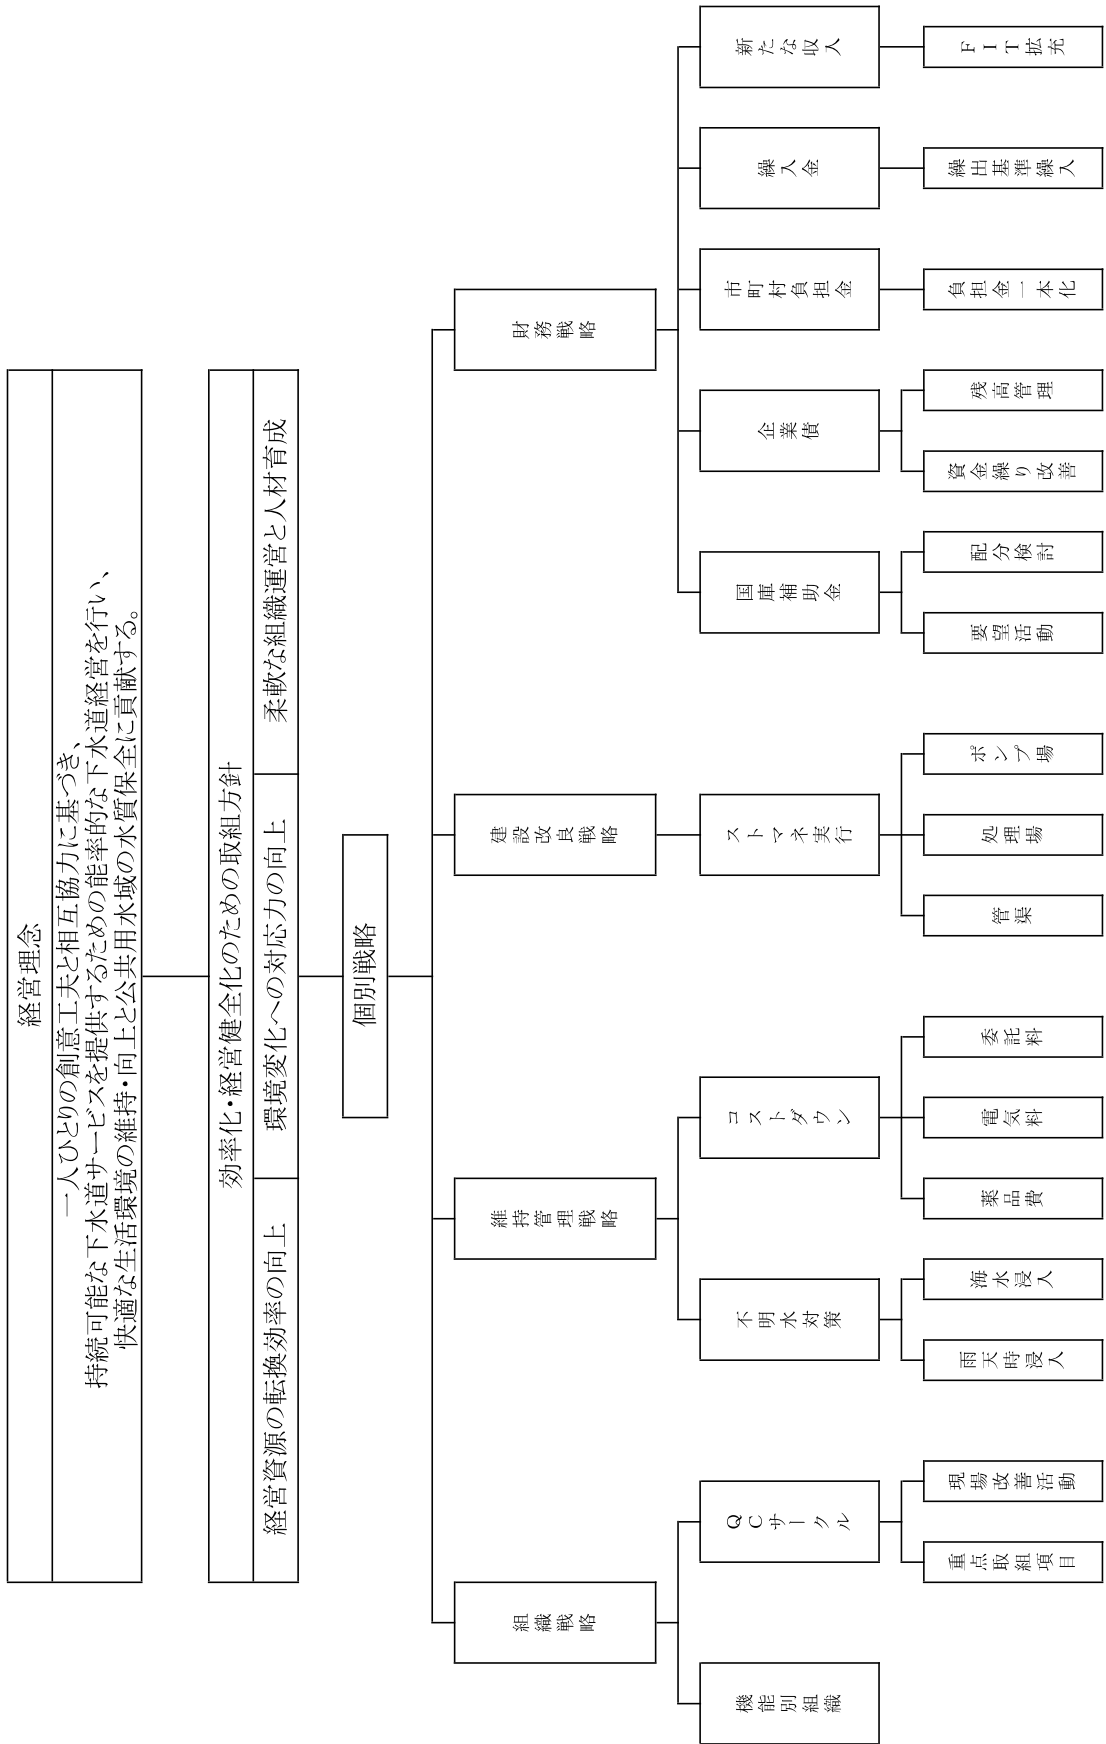 経営理念
一人ひとりの創意工夫と相互協力に基づき、
持続可能な下水道サービスを提供するための能率的な下水道経営を行い、
快適な生活環境の維持・向上と公共用水域の水質保全に貢献する。
効率化・経営健全化のための取組方針
経営資源の転換効率の向上
環境変化への対応力の向上
柔軟な組織運営と人材育成
個別戦略
組織戦略
維持管理戦略
建設改良戦略
財務戦略
機能別組織
QCサークル
不明水対策
コストダウン
ストマネ実行
国庫補助金
企業債
市町村負担金
繰入金
新たな収入
重点取組項目
現場改善活動
雨天時浸入
海水浸入
薬品費
電気料
委託料
管渠
処理場
ポンプ場
要望活動
配分検討
資金繰り改善
残高管理
負担金一本化
繰出基準繰入
FIT拡充